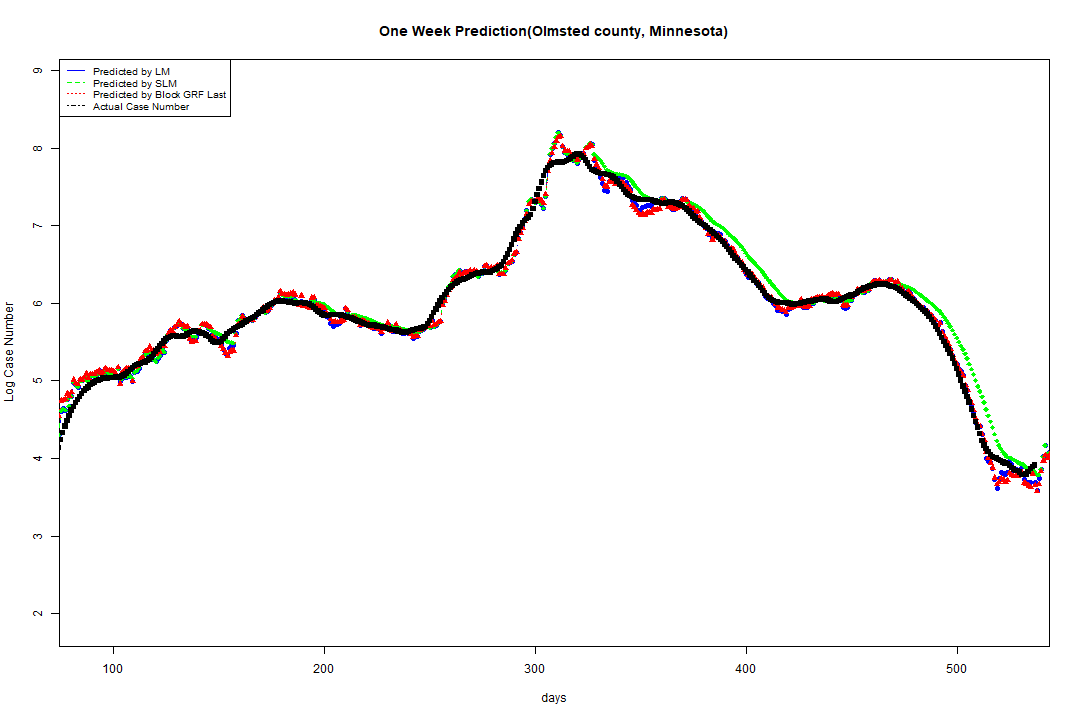 One Week Prediction(Olmsted county, Minnesota)
Predicted by LM
Predicted by SLM
Predicted by Block GRF Last
Actual Case Number
9
8
7
6
5
4
3
2
Log Case Number
100 200 300 400 500
days